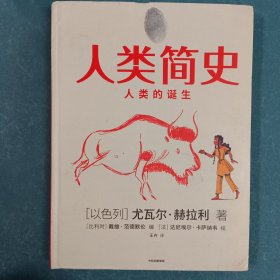 人类简史
人类的诞生
[以色列] 尤瓦尔·赫拉利 著
[比利时] 戴维·范德默伦 编 [法] 达尼埃尔·卡萨纳韦 绘